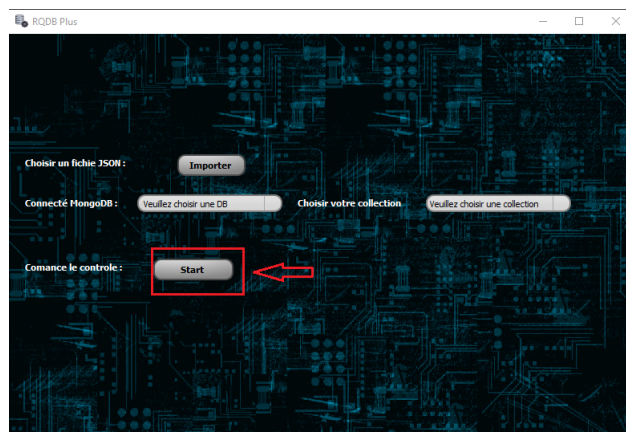 RQDB Plus
Choisir un fichie JSON :
Importer
Connecté MongoDB :
Veuillez choisir une DB
Choisir votre collection
Veuillez choisir une collection
Comance le controle :
Start